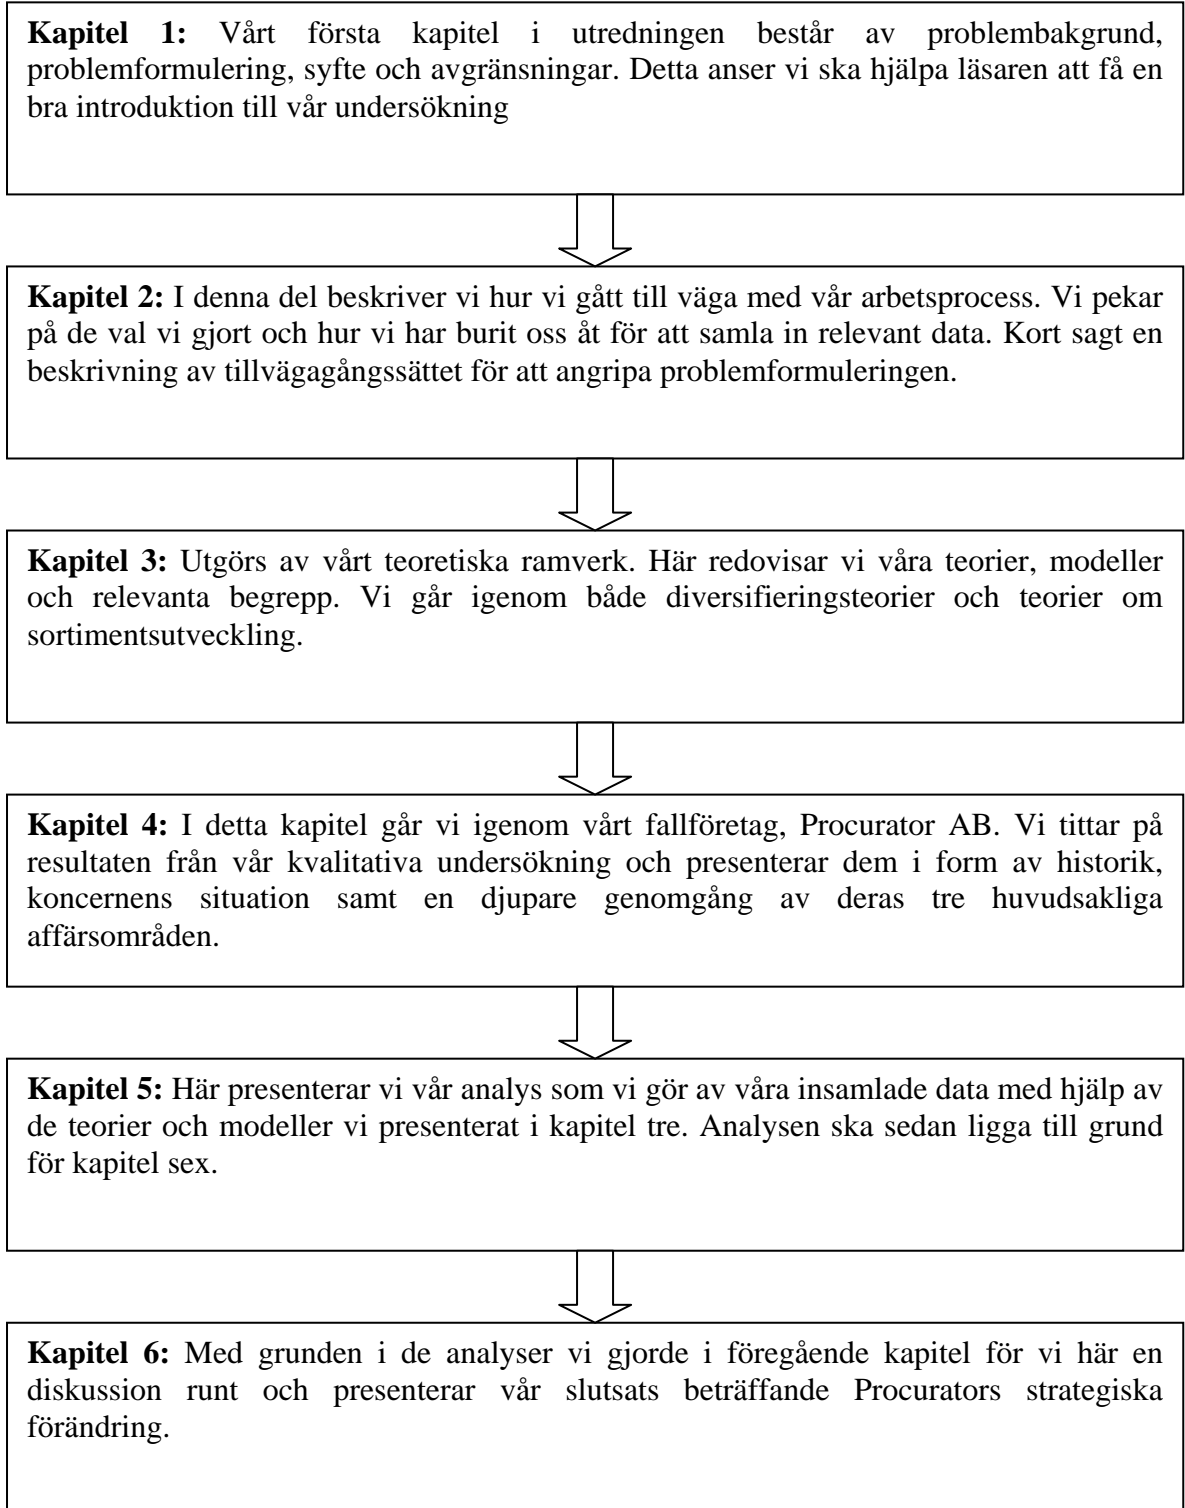 Kapitel 1: Vårt första kapitel i utredningen består av problembakgrund,
problemformulering, syfte och avgränsningar. Detta anser vi ska hjälpa läsaren att få en
bra introduktion till vår undersökning
Kapitel 2: I denna del beskriver vi hur vi gått till väga med vår arbetsprocess. Vi pekar
på de val vi gjort och hur vi har burit oss åt för att samla in relevant data. Kort sagt en
beskrivning av tillvägagångssättet för att angripa problemformuleringen.
Kapitel 3: Utgörs av vårt teoretiska ramverk. Här redovisar vi våra teorier, modeller
och relevanta begrepp. Vi går igenom både diversifieringsteorier och teorier om
sortimentsutveckling.
Kapitel 4: I detta kapitel går vi igenom vårt fallföretag, Procurator AB. Vi tittar på
resultaten från vår kvalitativa undersökning och presenterar dem i form av historik,
koncernens situation samt en djupare genomgång av deras tre huvudsakliga
affärsområden.
Kapitel 5: Här presenterar vi vår analys som vi gör av våra insamlade data med hjälp av
de teorier och modeller vi presenterat i kapitel tre. Analysen ska sedan ligga till grund
för kapitel sex.
Kapitel 6: Med grunden i de analyser vi gjorde i föregående kapitel för vi här en
diskussion runt och presenterar vår slutsats beträffande Procurators strategiska
förändring.